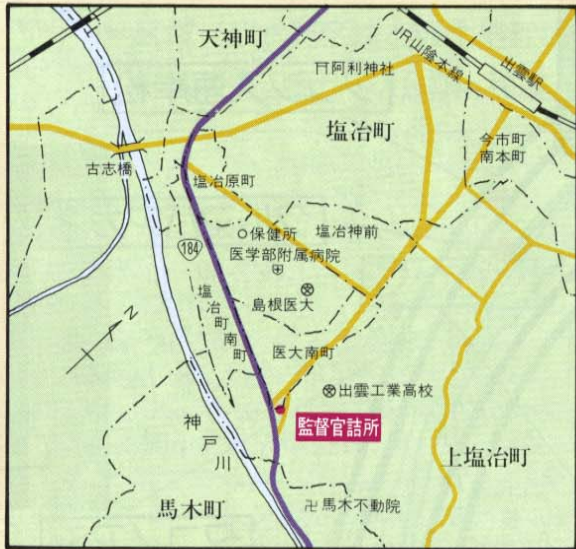 天神町
JR山陰本線
出雲駅
阿利神社
塩冶町
今市町
南本町
古志橋
塩冶原町
塩冶神前
保健所
184
医学部附属病院
島根医大
塩冶町南町
医大南町
N
出雲工業高校
監督官詰所
神戸川
上塩冶町
馬木町
卍馬木不動院